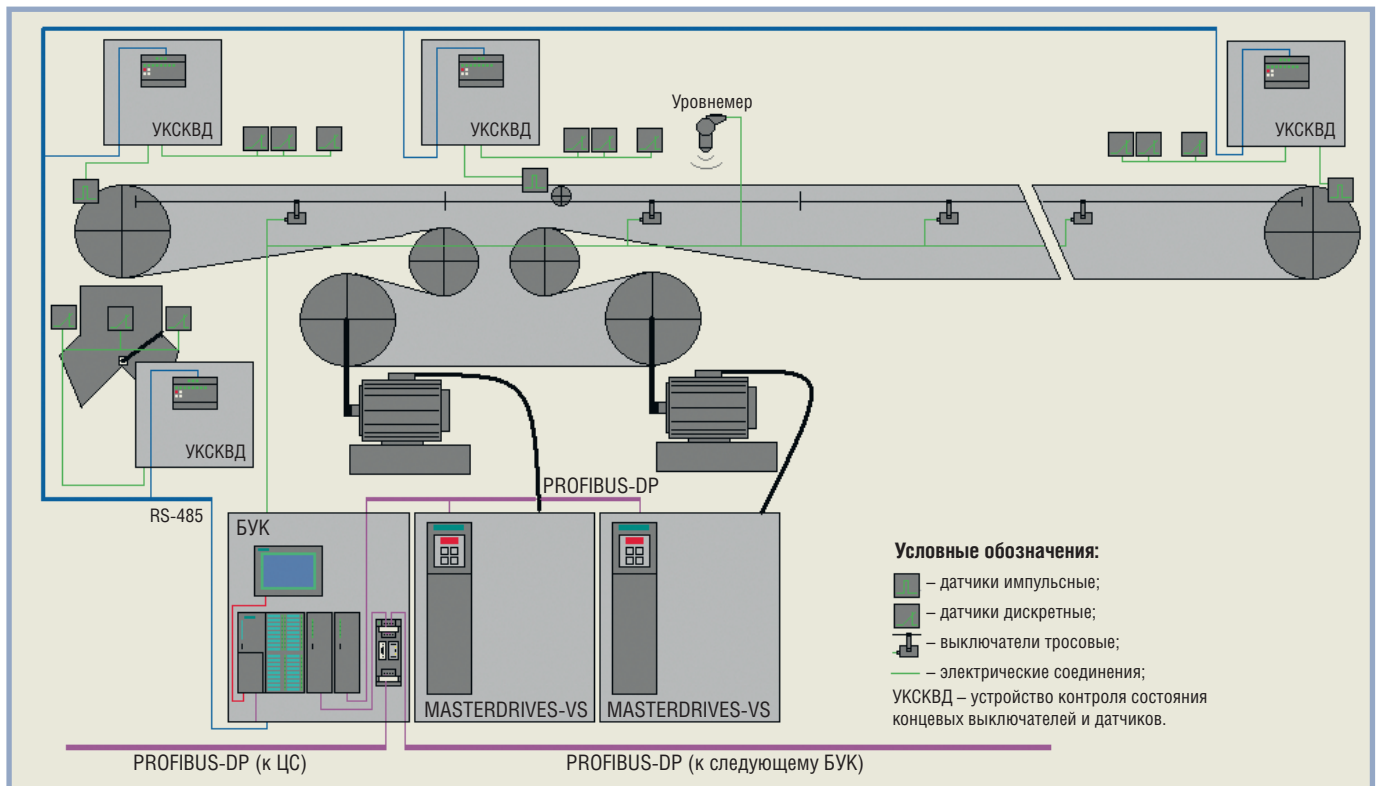 УКСКВД
УКСКВД
Уровнемер
УКСКВД
УКСКВД
RS-485
PROFIBUS-DP
БУК
MASTERDRIVES-VS
MASTERDRIVES-VS
Условные обозначения:
– датчики импульсные;
– датчики дискретные;
– выключатели тросовые;
– электрические соединения;
УКСКВД – устройство контроля состояния
концевых выключателей и датчиков.
PROFIBUS-DP (к ЦС)
PROFIBUS-DP (к следующему БУК)